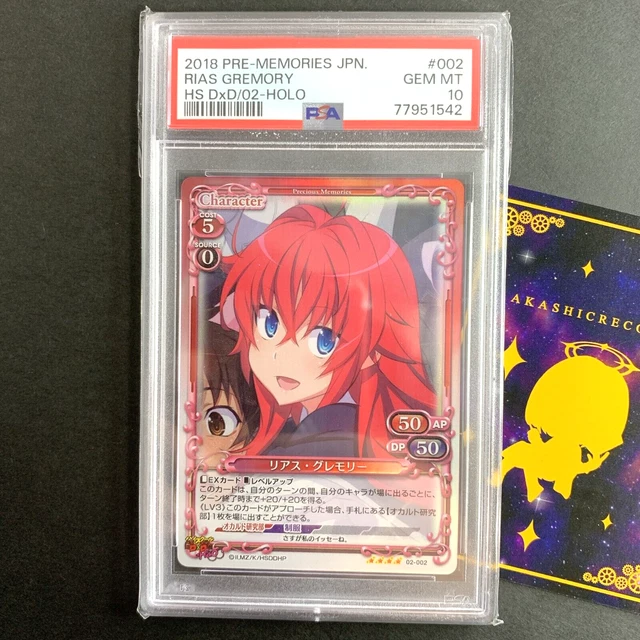 2018 PRE-MEMORIES JPN.
#002
RIAS GREMORY
GEM MT
HS DxD/02-HOLO
10
PSA
77951542
Precious Memories
Character
COST
5
SOURCE
0
50 AP
DP 50
リアス・グレモリー
EXカード レベルアップ
このカードは、自分のターンの間、自分のキャラが場に出るごとに、
ターン終了時まで+20/+20を得る。
〈LV3〉このカードがアプローチした場合、手札にある【オカルト研究
部】1枚を場に出すことができる。
オカルト研究部 制服
さすが私のイッセーね。
©II,MZ/K/HSDDHP
02-002
AKASHICRECO